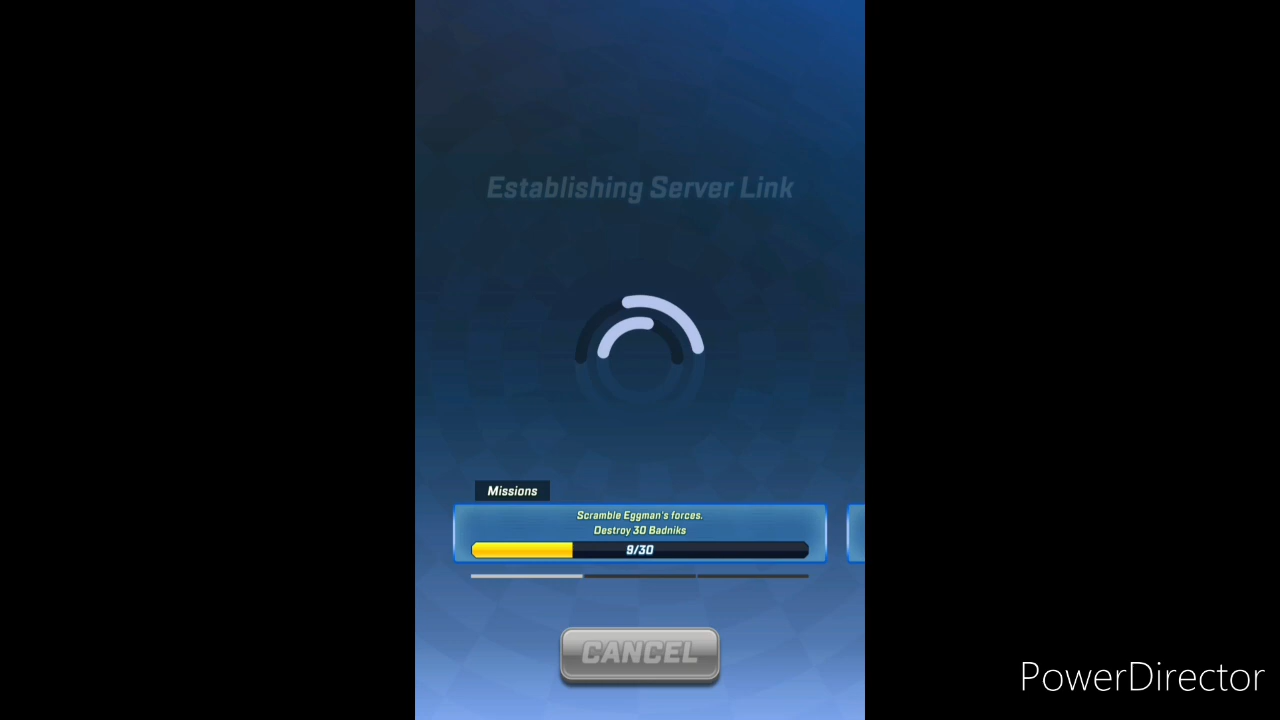 Establishing Server Link
Missions
Scramble Eggman's forces.
Destroy 30 Badniks
9/30
CANCEL
PowerDirector